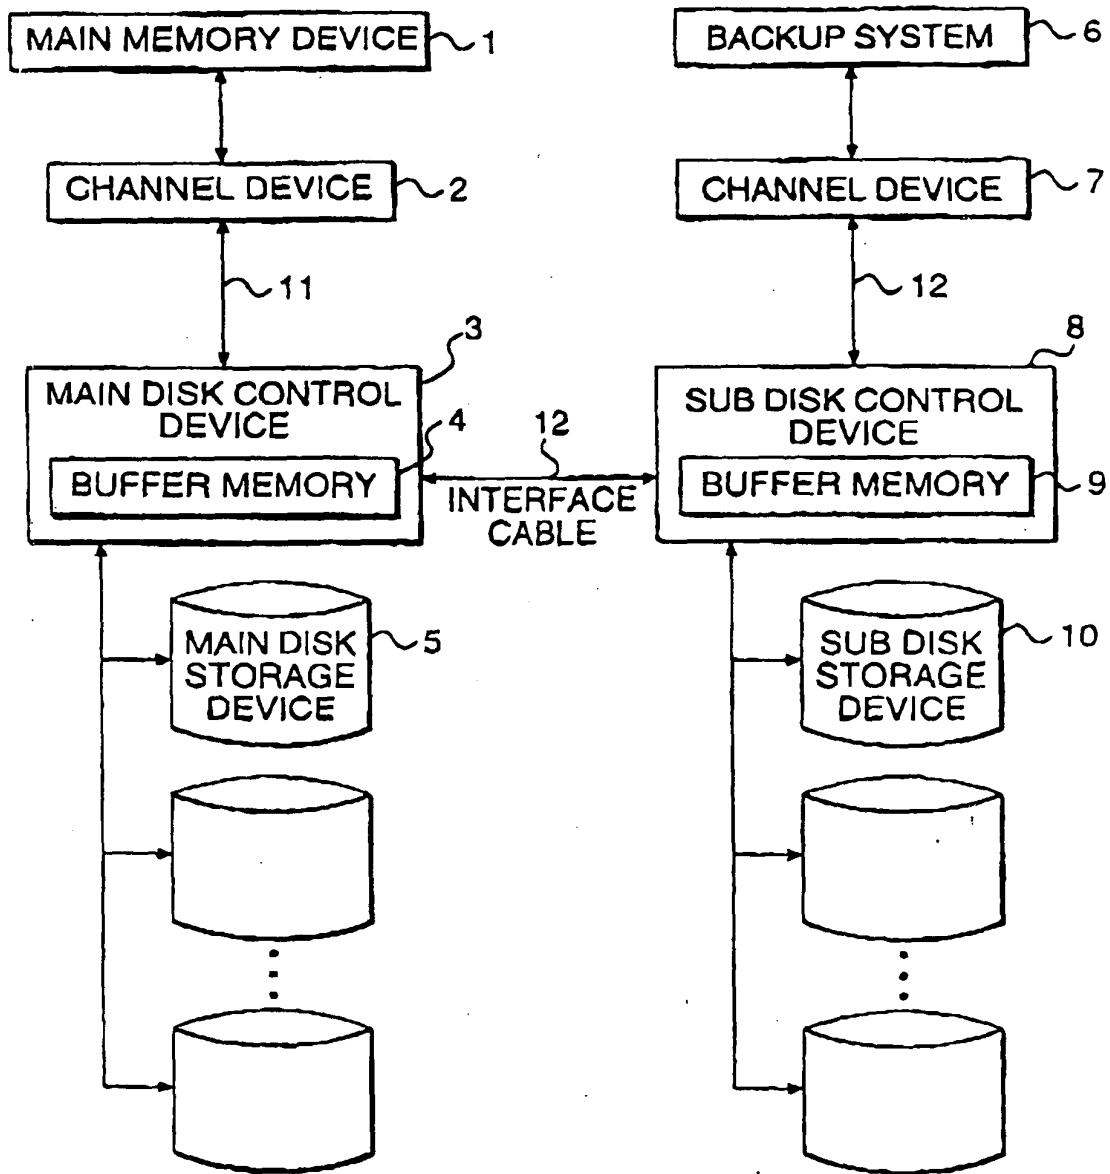 MAIN MEMORY DEVICE
1
CHANNEL DEVICE
2
11
3
MAIN DISK CONTROL
DEVICE
4
BUFFER MEMORY
12
INTERFACE
CABLE
MAIN DISK
STORAGE
DEVICE
5
BACKUP SYSTEM
6
CHANNEL DEVICE
7
12
8
SUB DISK CONTROL
DEVICE
BUFFER MEMORY
9
SUB DISK
STORAGE
DEVICE
10